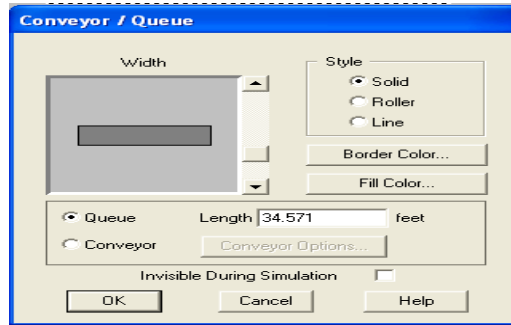 Conveyor / Queue
Width
Style
Solid
Roller
Line
Border Color...
Fill Color...
Queue Length 34.571 feet
Conveyor Conveyor Options...
Invisible During Simulation
OK Cancel Help